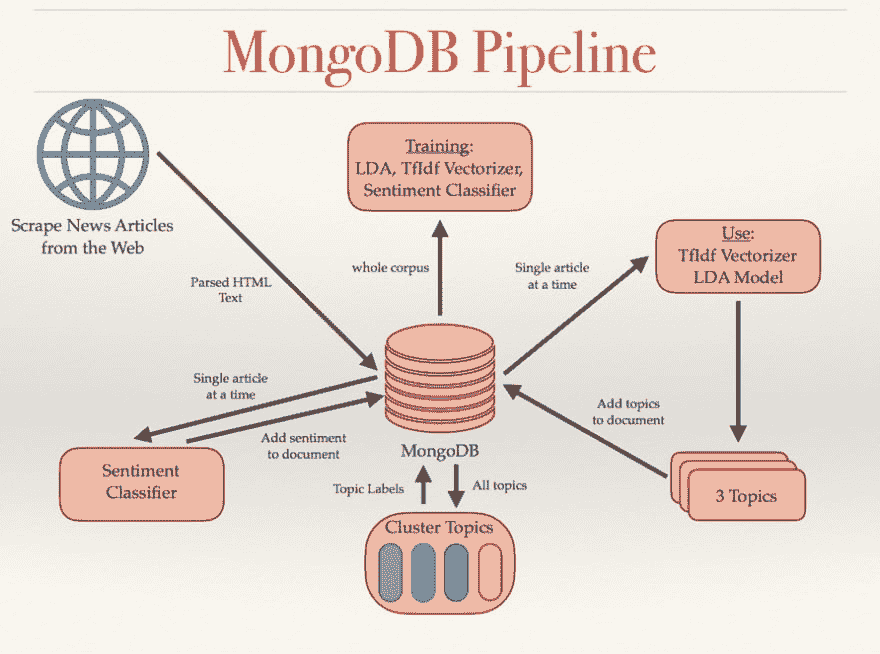 MongoDB Pipeline
Scrape News Articles
from the Web
Training:
LDA, TfIdf Vectorizer,
Sentiment Classifier
Use:
TfIdf Vectorizer
LDA Model
whole corpus
Single article
at a time
Parsed HTML
Text
Single article
at a time
Add sentiment
to document
Add topics
to document
MongoDB
Sentiment
Classifier
Topic Labels
All topics
3 Topics
Cluster Topics